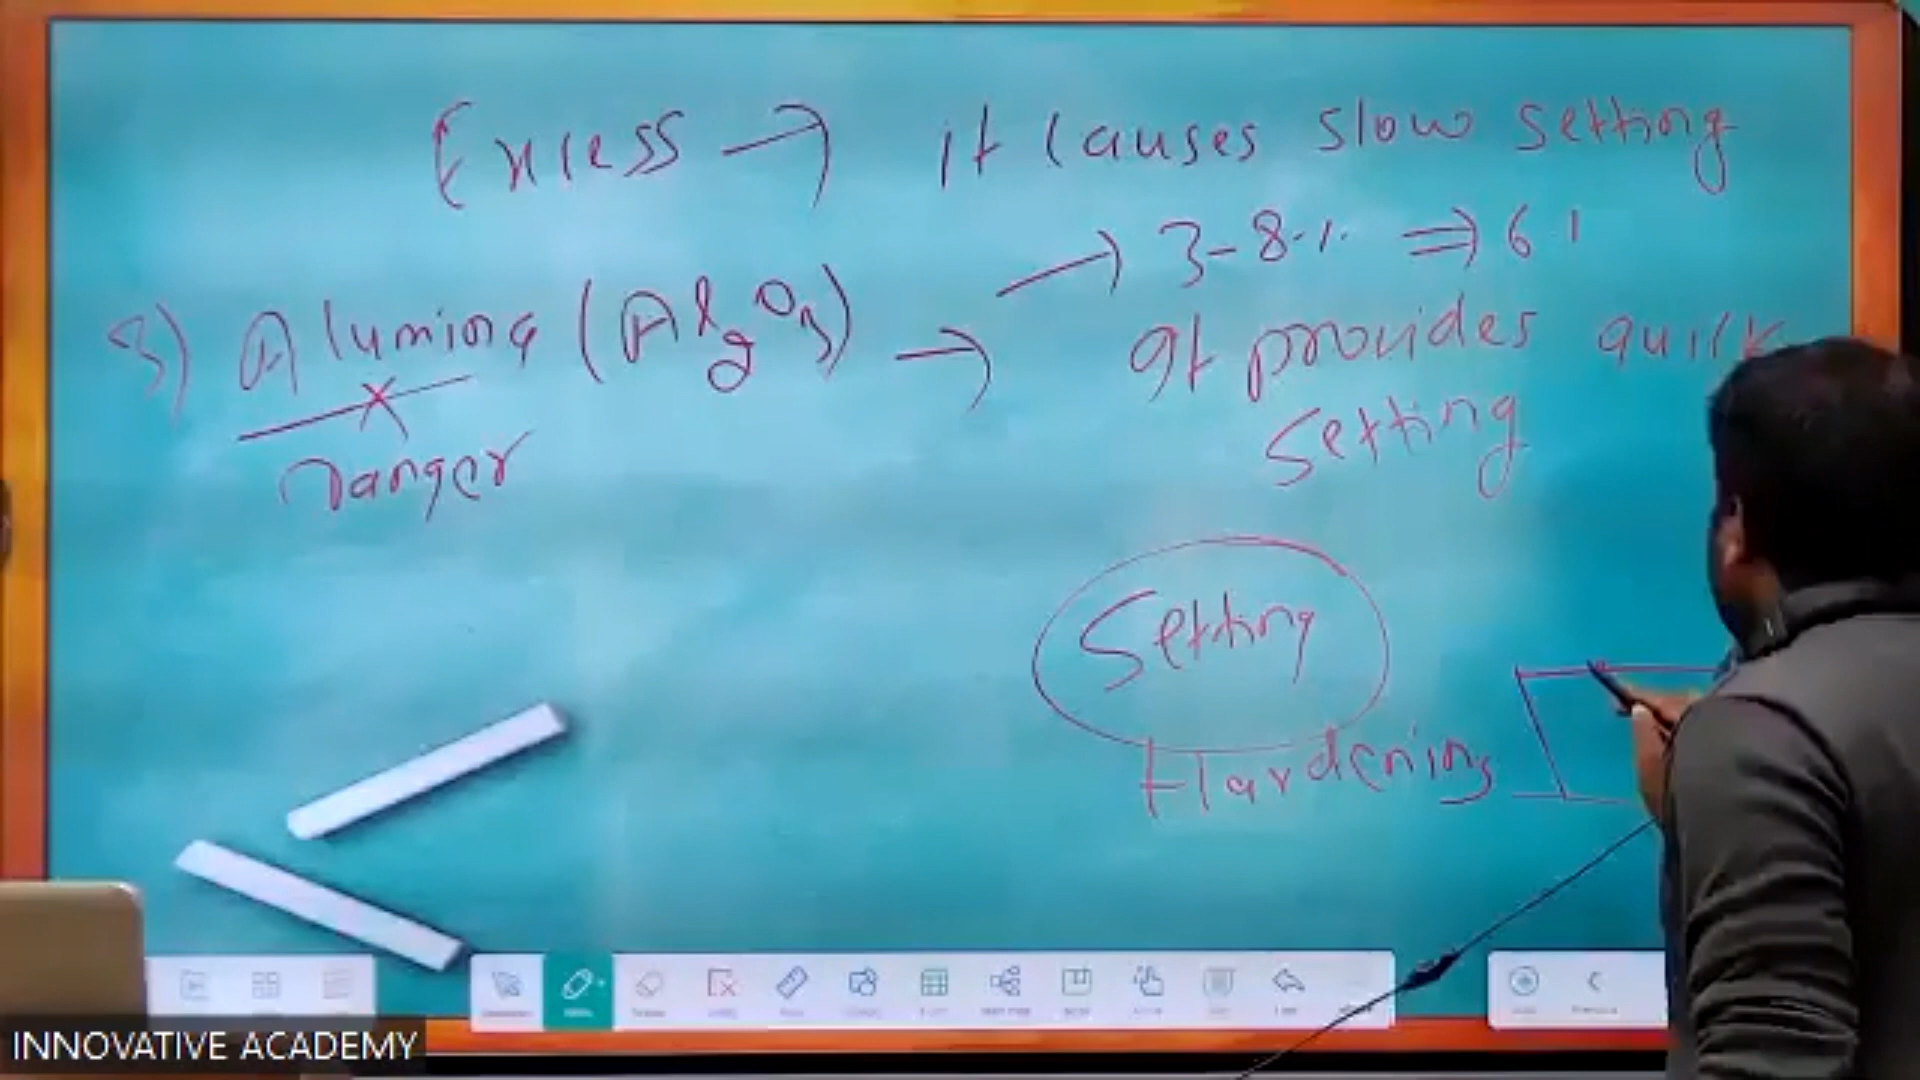 Excess → it causes slow setting
→ 3-8% ⇒ 6
3) Alumina (Al2O3) → It provides quick
setting
Danger
Setting
Hardening
INNOVATIVE ACADEMY